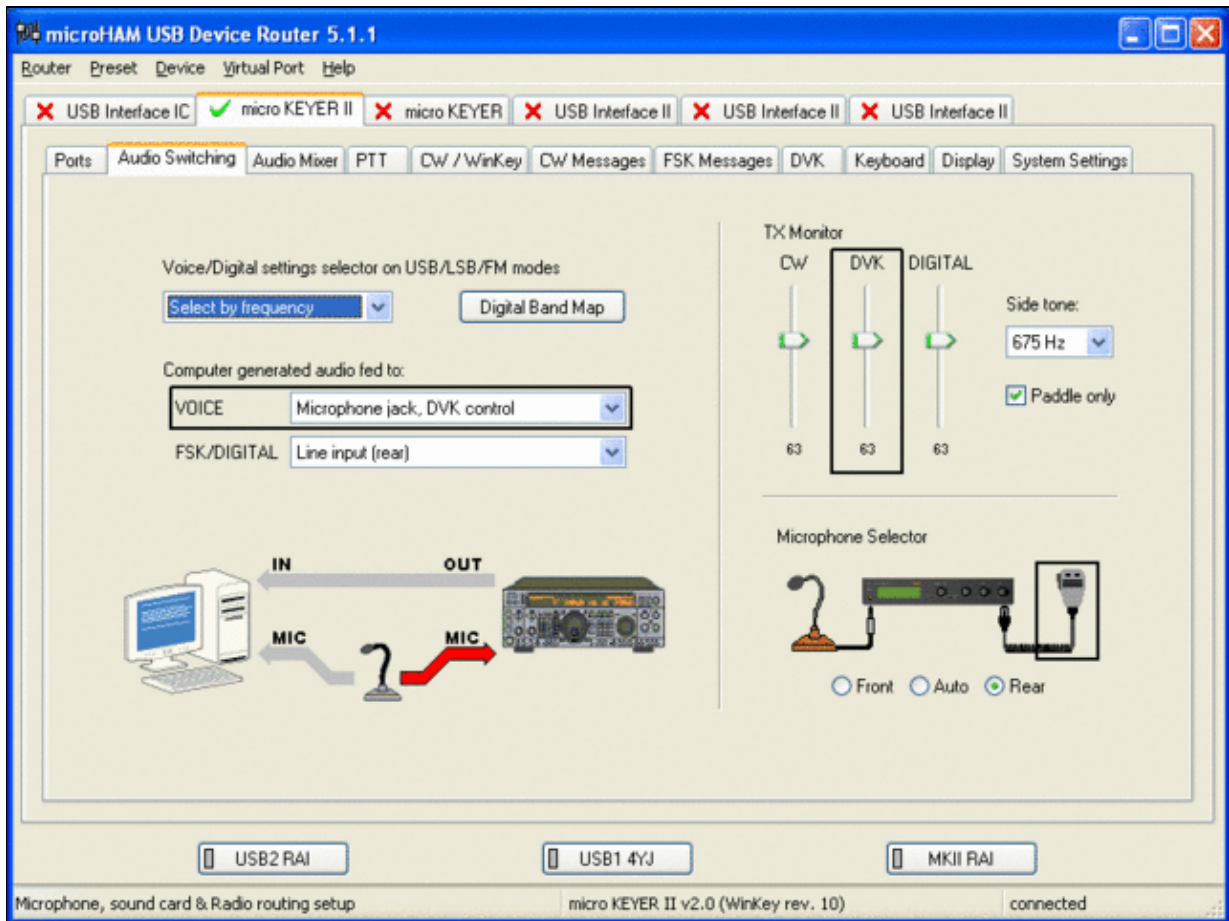 microHAM USB Device Router 5.1.1
Router Preset Device Virtual Port Help
USB Interface IC micro KEYER II micro KEYER USB Interface II USB Interface II USB Interface II
Ports Audio Switching Audio Mixer PTT CW / WinKey CW Messages FSK Messages DVK Keyboard Display System Settings
Voice/Digital settings selector on USB/LSB/FM modes
Select by frequency Digital Band Map
Computer generated audio fed to:
VOICE Microphone jack, DVK control
FSK/DIGITAL Line input (rear)
IN OUT
MIC MIC
TX Monitor
CW DVK DIGITAL
Side tone:
675 Hz
Paddle only
63 63 63
Microphone Selector
Front Auto Rear
USB2 RAI USB1 4YJ MKII RAI
Microphone, sound card & Radio routing setup micro KEYER II v2.0 (WinKey rev. 10) connected